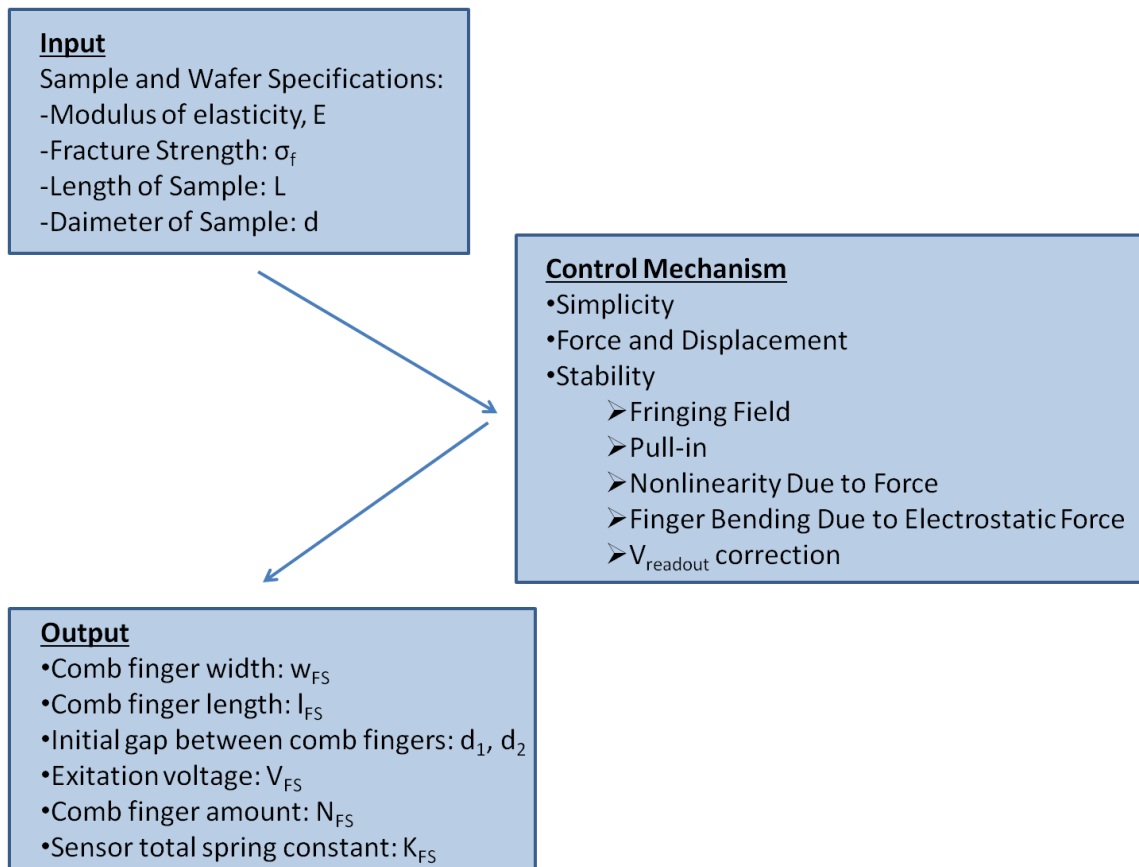 Input
Sample and Wafer Specifications:
-Modulus of elasticity, E
-Fracture Strength: σf
-Length of Sample: L
-Daimeter of Sample: d
Control Mechanism
•Simplicity
•Force and Displacement
•Stability
➢Fringing Field
➢Pull-in
➢Nonlinearity Due to Force
➢Finger Bending Due to Electrostatic Force
➢Vreadout correction
Output
•Comb finger width: wFS
•Comb finger length: lFS
•Initial gap between comb fingers: d1, d2
•Exitation voltage: VFS
•Comb finger amount: NFS
•Sensor total spring constant: KFS